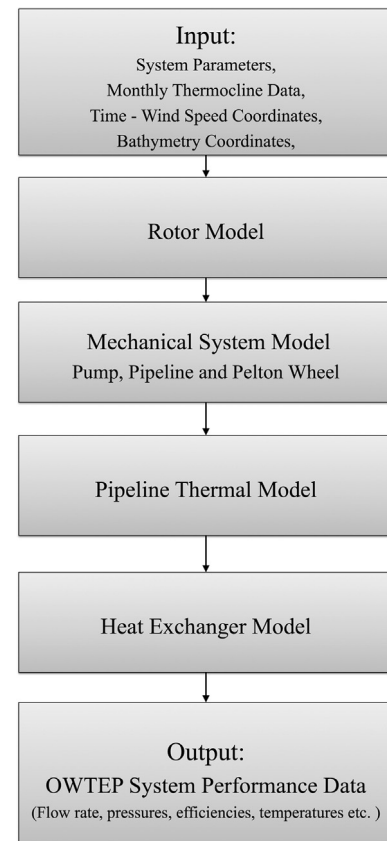 Input:
System Parameters,
Monthly Thermocline Data,
Time - Wind Speed Coordinates,
Bathymetry Coordinates,
Rotor Model
Mechanical System Model
Pump, Pipeline and Pelton Wheel
Pipeline Thermal Model
Heat Exchanger Model
Output:
OWTEP System Performance Data
(Flow rate, pressures, efficiencies, temperatures etc. )